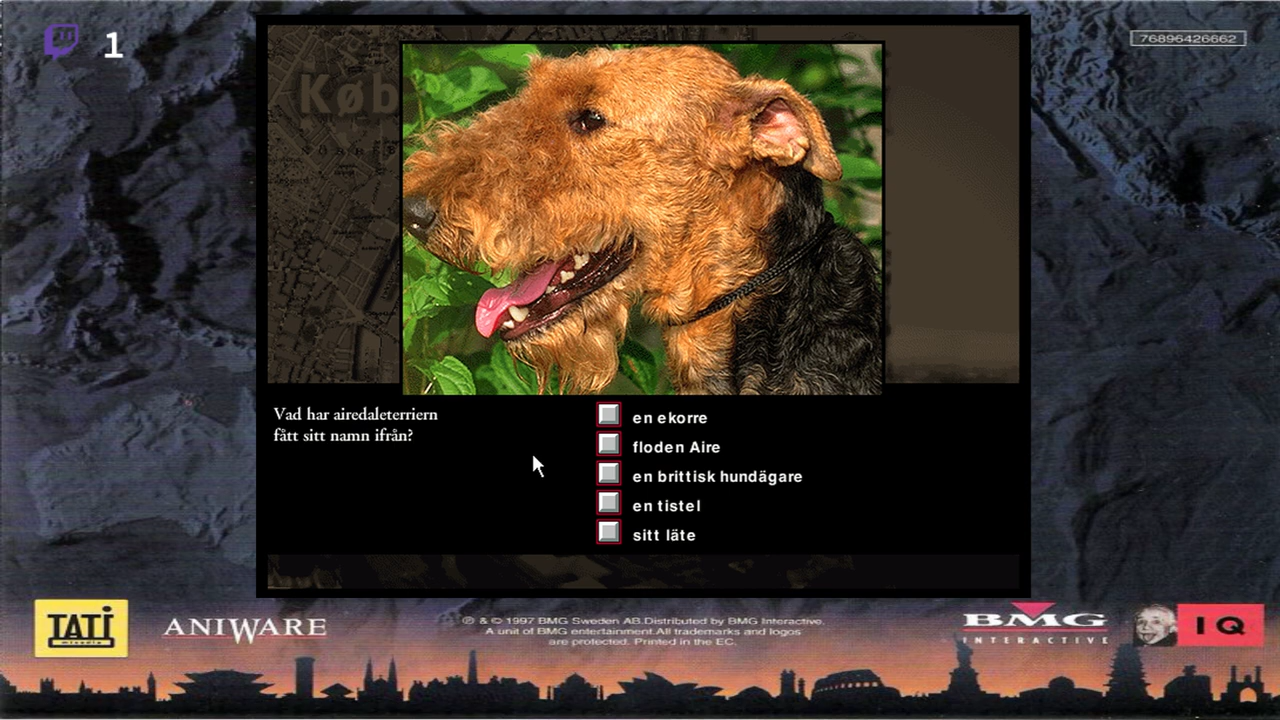 1
76896426662
Køb
Vad har airedaleterriern
fått sitt namn ifrån?
en ekorre
floden Aire
en brittisk hundägare
en tistel
sitt läte
TATI
ANIWARE
℗ & © 1997 BMG Sweden AB.Distributed by BMG Interactive.
A unit of BMG entertainment.All trademarks and logos
are protected. Printed in the EC.
BMG
INTERACTIVE
IQ